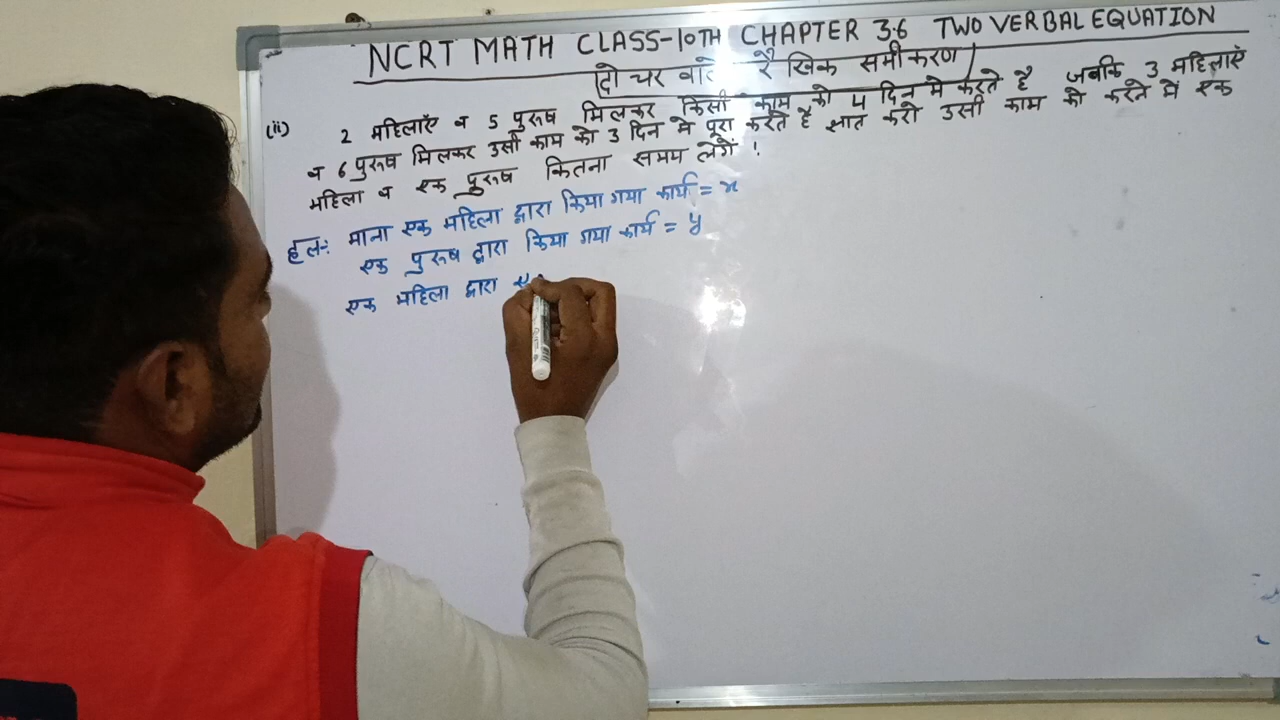 NCRT MATH CLASS-10TH CHAPTER 3.6 TWO VERBAL EQUATION
(दो चर वाले रैखिक समीकरण)
(ii) 2 महिलाएं व 5 पुरूष मिलकर किसी काम को 4 दिन मे करते है जबकि 3 महिलाएं
व 6 पुरूष मिलकर उसी काम को 3 दिन मे पूरा करते है ज्ञात करो उसी काम को करते में एक
महिला व एक पुरूष कितना समय लेगें !
हल:- माना एक महिला द्वारा किया गया कार्य = x
एक पुरूष द्वारा किया गया कार्य = y
एक महिला द्वारा